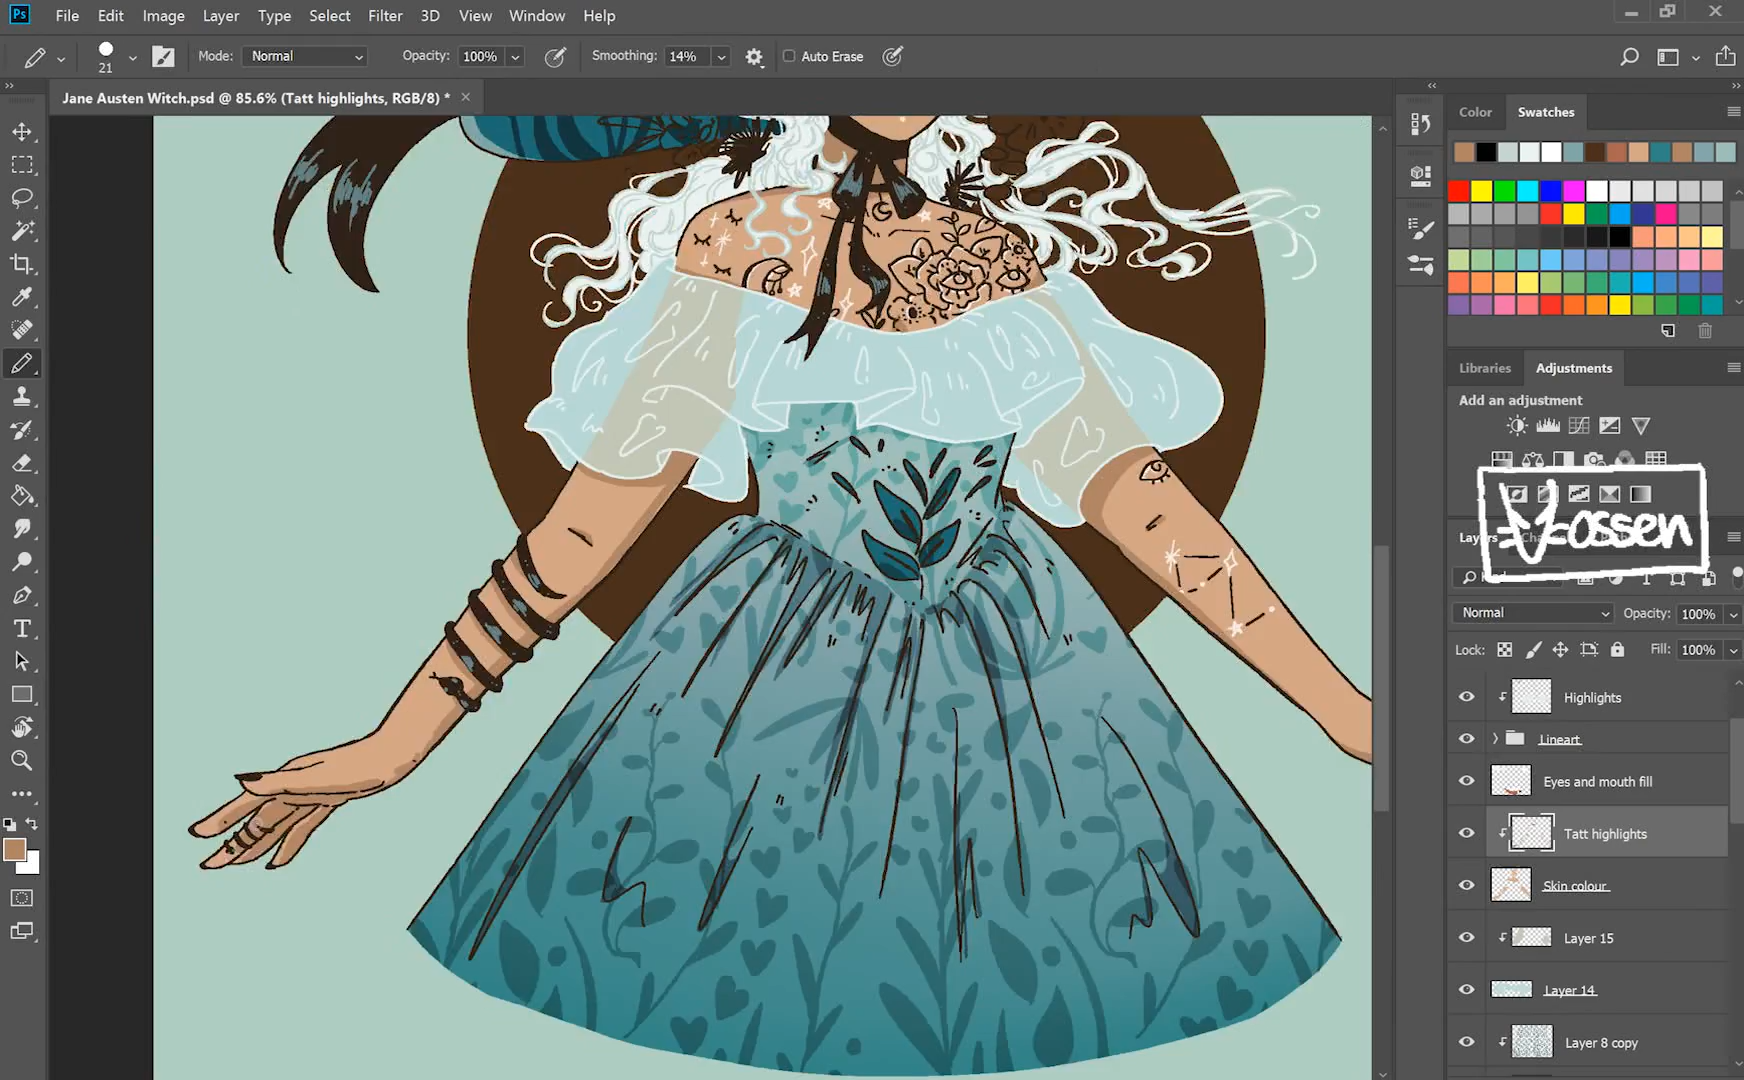 Ps File Edit Image Layer Type Select Filter 3D View Window Help
21 Mode: Normal Opacity: 100% Smoothing: 14% Auto Erase
Jane Austen Witch.psd @ 85.6% (Tatt highlights, RGB/8) *
Color Swatches
Libraries Adjustments
Add an adjustment
Layers
Normal Opacity: 100%
Lock: Fill: 100%
Highlights
Lineart
Eyes and mouth fill
Tatt highlights
Skin colour
Layer 15
Layer 14
Layer 8 copy